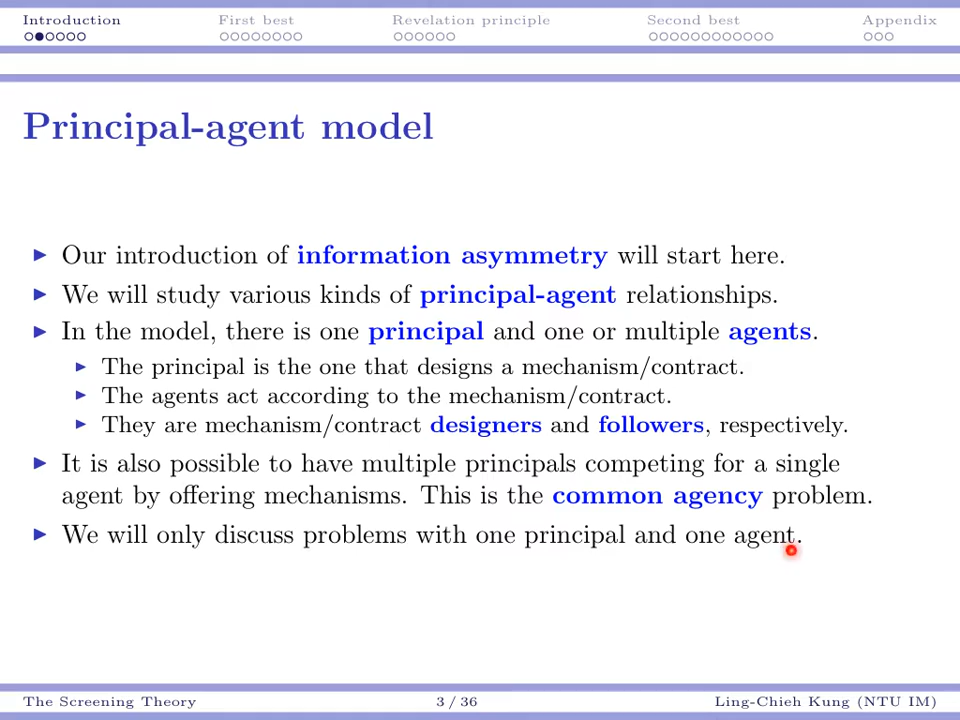 Introduction First best Revelation principle Second best Appendix
Principal-agent model
Our introduction of information asymmetry will start here.
We will study various kinds of principal-agent relationships.
In the model, there is one principal and one or multiple agents.
The principal is the one that designs a mechanism/contract.
The agents act according to the mechanism/contract.
They are mechanism/contract designers and followers, respectively.
It is also possible to have multiple principals competing for a single
agent by offering mechanisms. This is the common agency problem.
We will only discuss problems with one principal and one agent.
The Screening Theory 3 / 36 Ling-Chieh Kung (NTU IM)